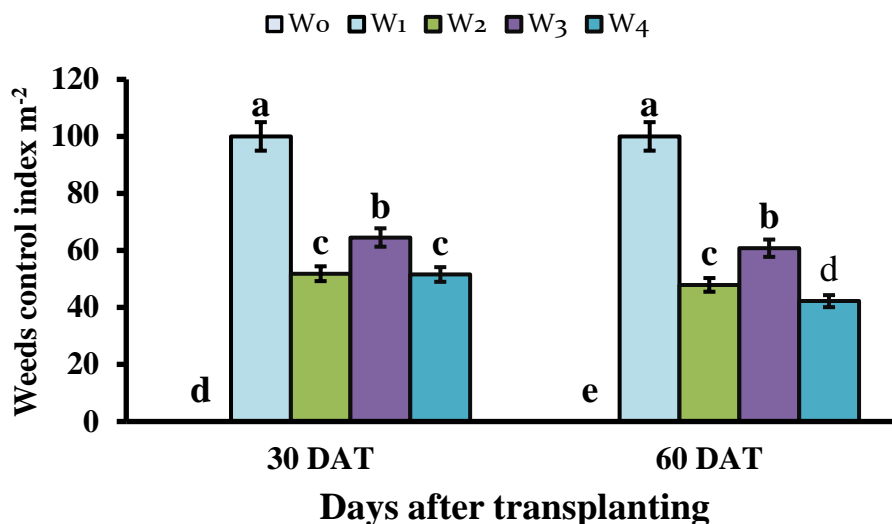 W0 W1 W2 W3 W4
Weeds control index m-2
120
100
80
60
40
20
0
d a c b c
e a c b d
30 DAT 60 DAT
Days after transplanting